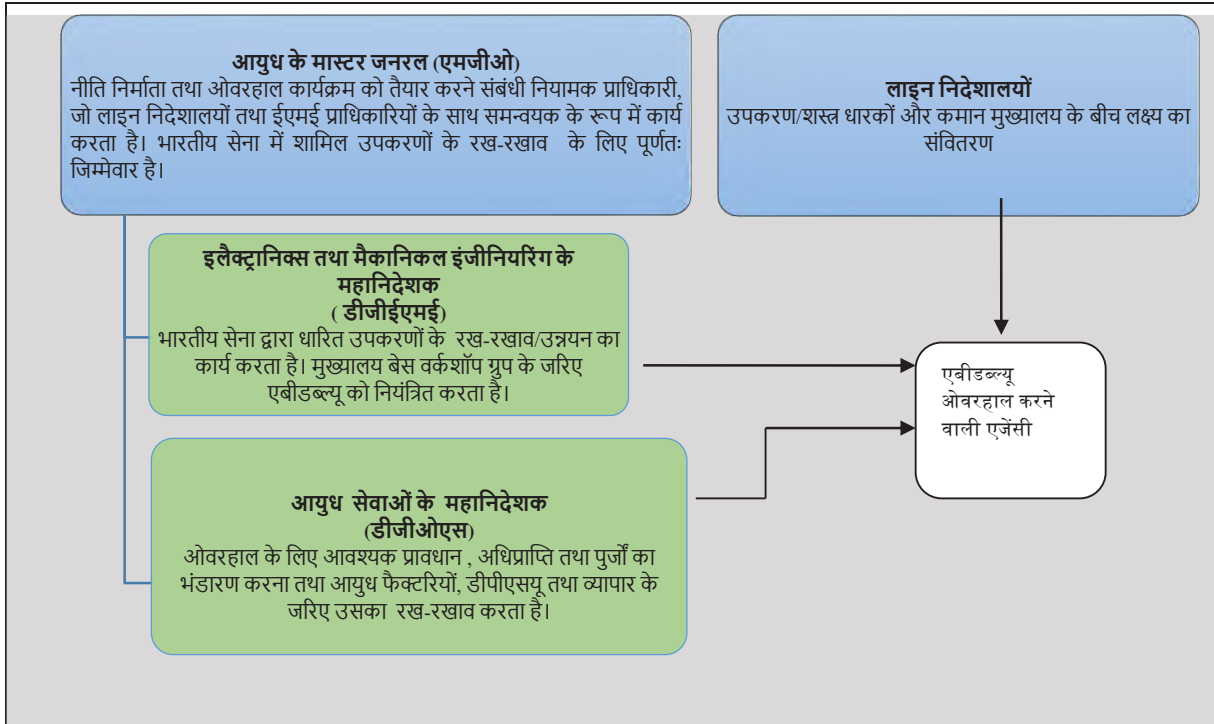 आयुध के मास्टर जनरल (एमजीओ)
नीति निर्माता तथा ओवरहाल कार्यक्रम को तैयार करने संबंधी नियामक प्राधिकारी,
जो लाइन निदेशालयों तथा ईएमई प्राधिकारियों के साथ समन्वयक के रूप में कार्य
करता है। भारतीय सेना में शामिल उपकरणों के रख-रखाव के लिए पूर्णतः
जिम्मेवार है।
लाइन निदेशालयों
उपकरण/शस्त्र धारकों और कमान मुख्यालय के बीच लक्ष्य का
संवितरण
इलैक्ट्रानिक्स तथा मैकानिकल इंजीनियरिंग के
महानिदेशक
( डीजीईएमई)
भारतीय सेना द्वारा धारित उपकरणों के रख-रखाव/उन्नयन का
कार्य करता है। मुख्यालय बेस वर्कशॉप ग्रुप के जरिए
एबीडब्ल्यू को नियंत्रित करता है।
एबीडब्ल्यू
ओवरहाल करने
वाली एजेंसी
आयुध सेवाओं के महानिदेशक
(डीजीओएस)
ओवरहाल के लिए आवश्यक प्रावधान , अधिप्राप्ति तथा पुर्जों का
भंडारण करना तथा आयुध फैक्टरियों, डीपीएसयू तथा व्यापार के
जरिए उसका रख-रखाव करता है।